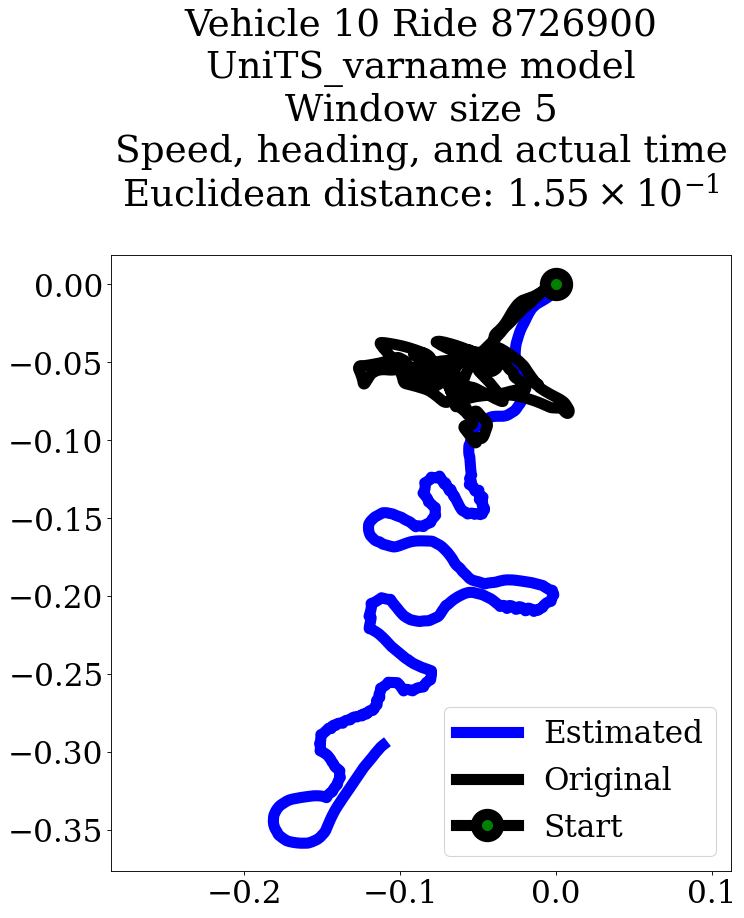 Vehicle 10 Ride 8726900
UniTS_varname model
Window size 5
Speed, heading, and actual time
Euclidean distance: 1.55 × 10⁻¹
0.00
−0.05
−0.10
−0.15
−0.20
−0.25
−0.30
−0.35
Estimated
Original
Start
−0.2 −0.1 0.0 0.1